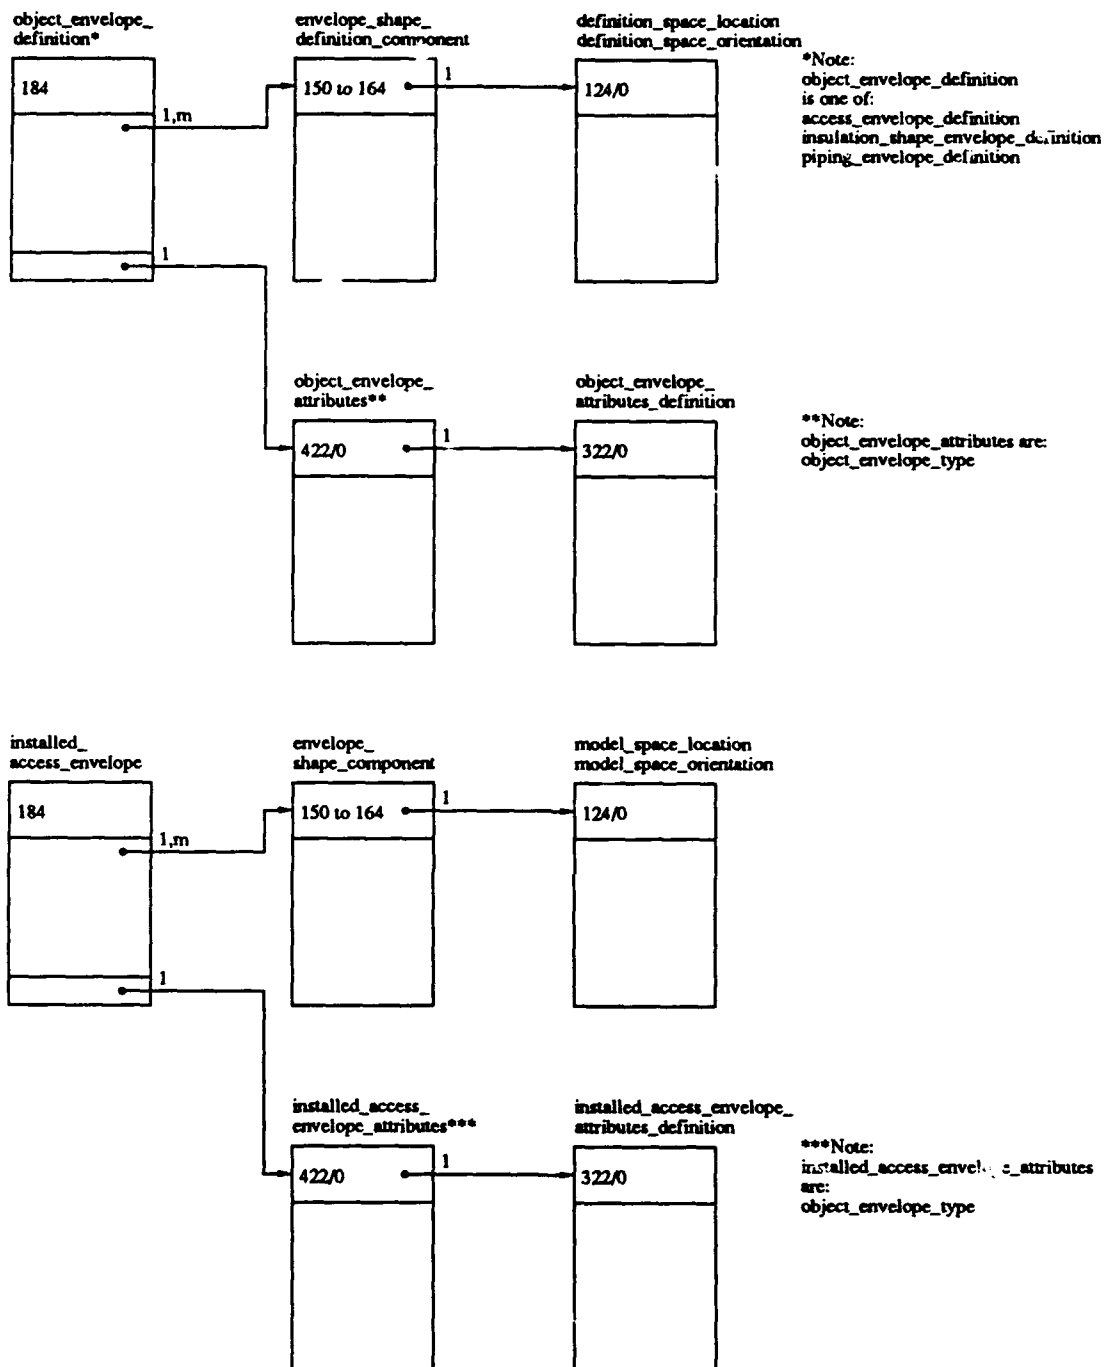 object_envelope_
definition*
envelope_shape_
definition_component
definition_space_location
definition_space_orientation
184
1,m
150 to 164
1
124/0
*Note:
object_envelope_definition
is one of:
access_envelope_definition
insulation_shape_envelope_definition
piping_envelope_definition
1
object_envelope_
attributes**
object_envelope_
attributes_definition
422/0
1
322/0
**Note:
object_envelope_attributes are:
object_envelope_type
installed_
access_envelope
envelope_
shape_component
model_space_location
model_space_orientation
184
1,m
150 to 164
1
124/0
1
installed_access_
envelope_attributes***
installed_access_envelope_
attributes_definition
422/0
1
322/0
***Note:
installed_access_envelope_attributes
are:
object_envelope_type